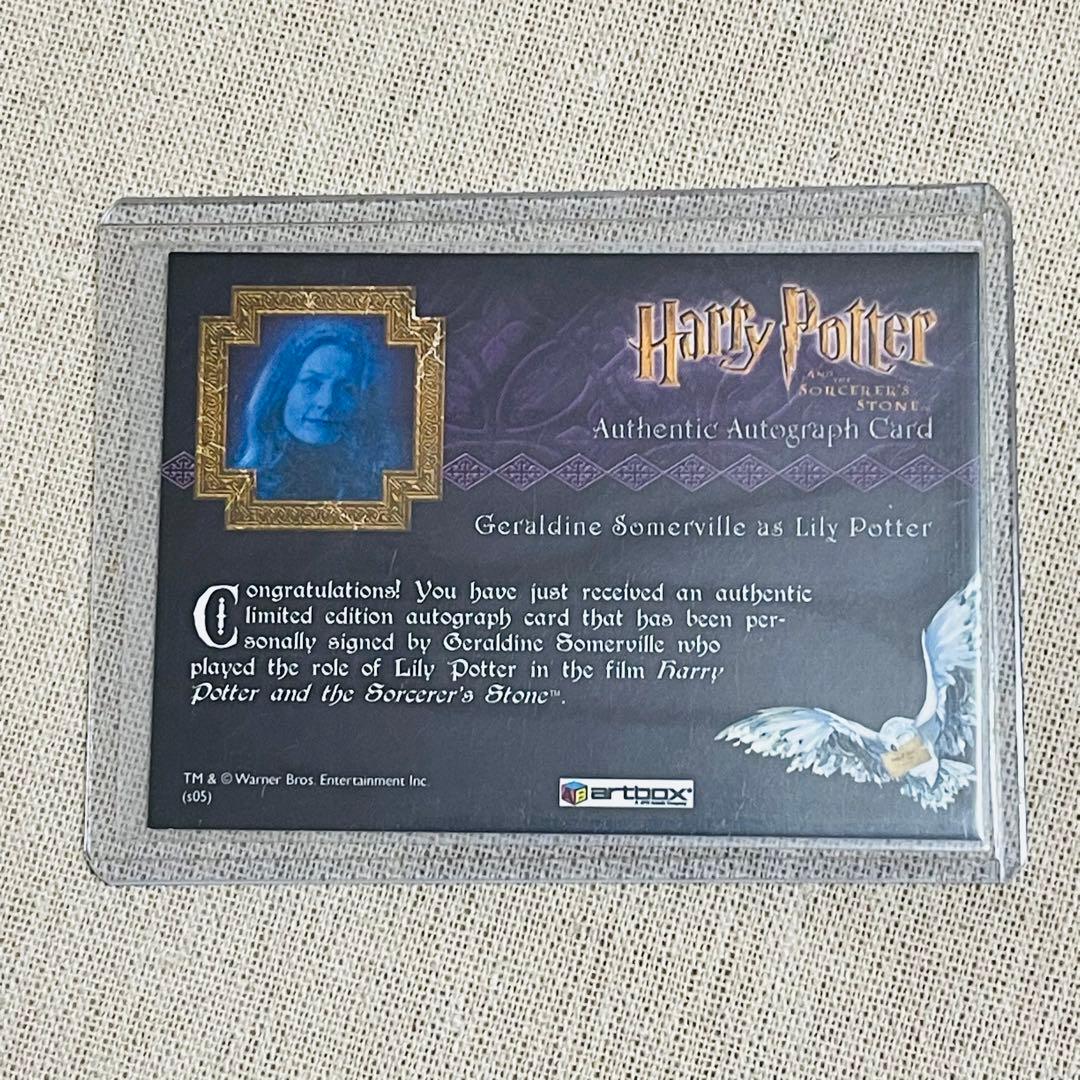 Harry Potter
AND THE
SORCERER'S
STONE
Authentic Autograph Card
Geraldine Somerville as Lily Potter
Congratulations! You have just received an authentic
limited edition autograph card that has been per-
sonally signed by Geraldine Somerville who
played the role of Lily Potter in the film Harry
Potter and the Sorcerer's Stone™.
TM & © Warner Bros. Entertainment Inc.
(s05)
artbox